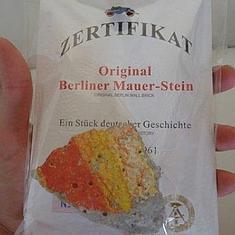 ZERTIFIKAT
Original
Berliner Mauer-Stein
ORIGINAL BERLIN WALL BRICK
Ein Stück deutscher Geschichte